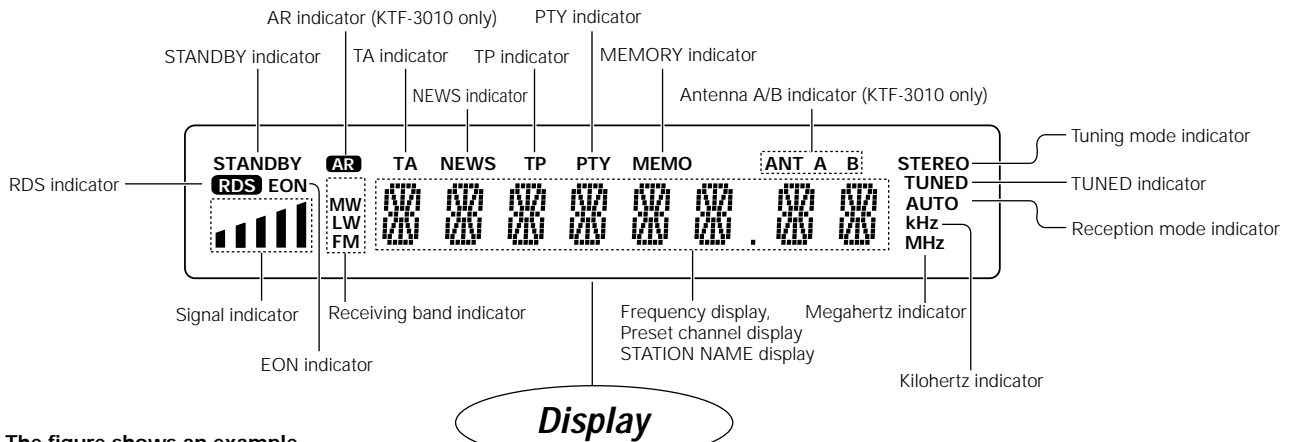 AR indicator (KTF-3010 only)
PTY indicator
STANDBY indicator
TA indicator
TP indicator
MEMORY indicator
NEWS indicator
Antenna A/B indicator (KTF-3010 only)
Tuning mode indicator
STANDBY AR TA NEWS TP PTY MEMO ANT A B STEREO
RDS indicator
RDS EON
TUNED
TUNED indicator
MW
AUTO
LW
kHz
Reception mode indicator
FM
MHz
Signal indicator
Receiving band indicator
Frequency display,
Preset channel display
STATION NAME display
Megahertz indicator
EON indicator
Kilohertz indicator
Display
The figure shows an example